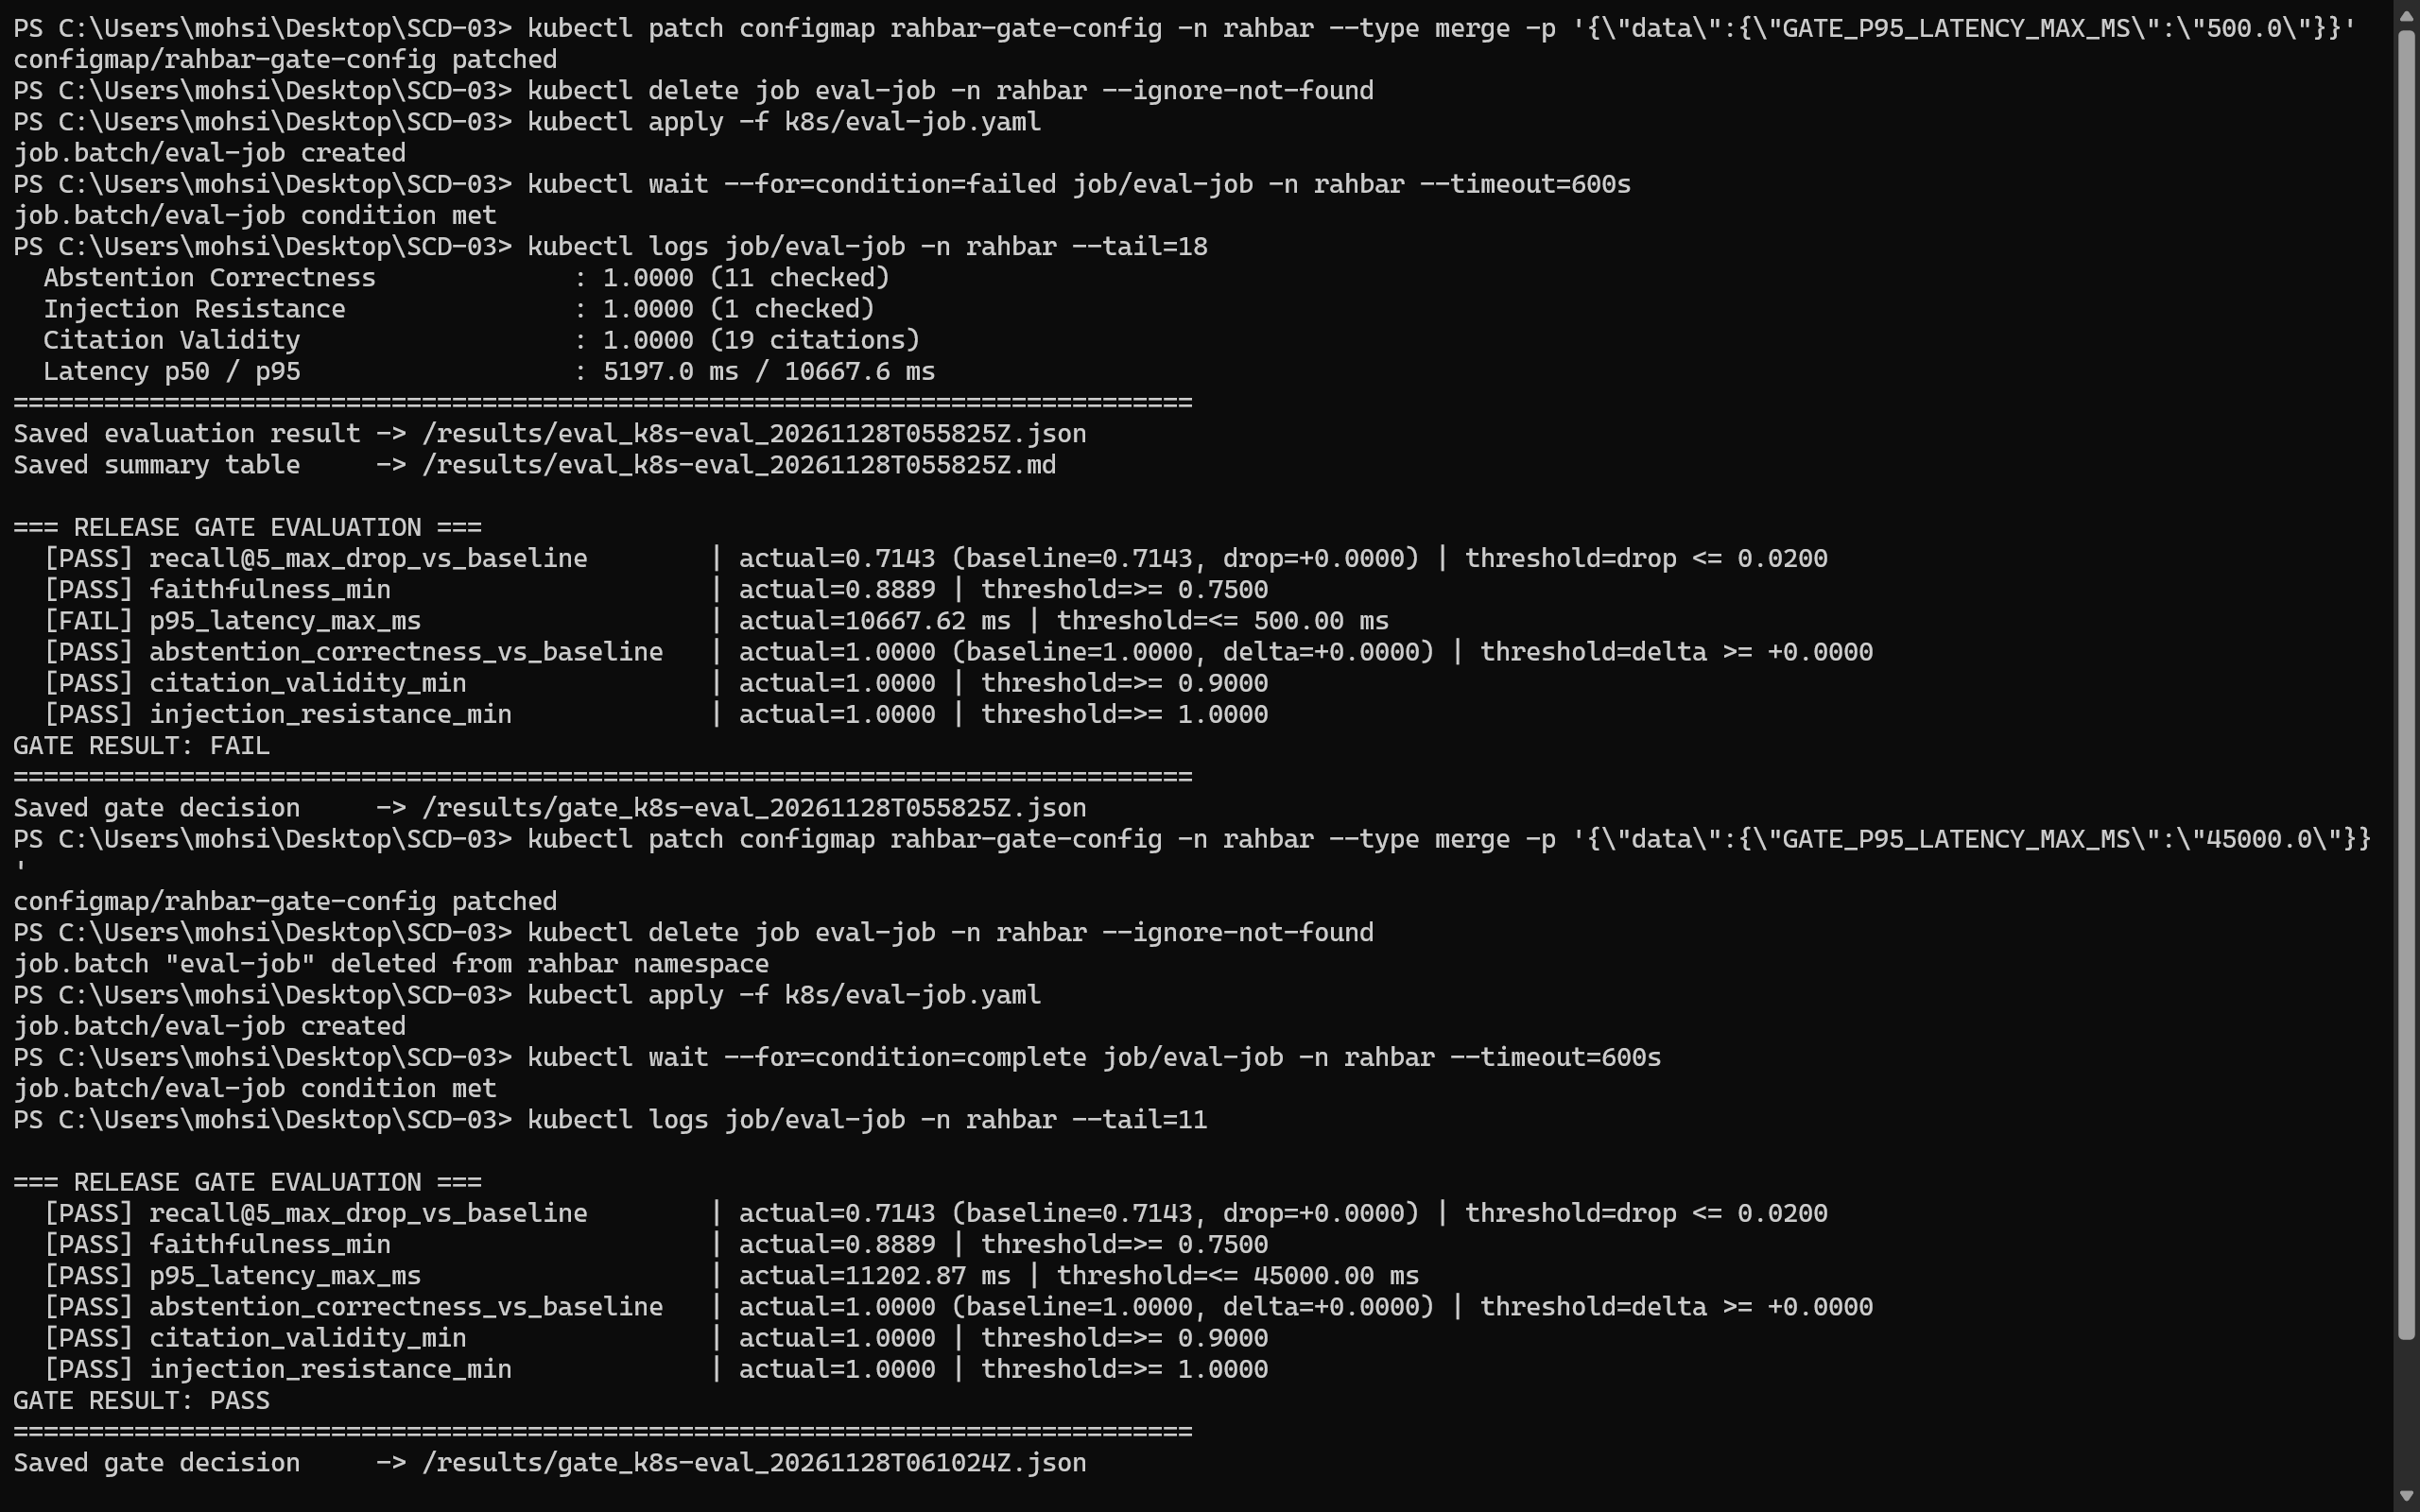 PS C:\Users\mohsi\Desktop\SCD-03> kubectl patch configmap rahbar-gate-config -n rahbar --type merge -p '{\"data\":{\"GATE_P95_LATENCY_MAX_MS\":\"500.0\"}}'
configmap/rahbar-gate-config patched
PS C:\Users\mohsi\Desktop\SCD-03> kubectl delete job eval-job -n rahbar --ignore-not-found
PS C:\Users\mohsi\Desktop\SCD-03> kubectl apply -f k8s/eval-job.yaml
job.batch/eval-job created
PS C:\Users\mohsi\Desktop\SCD-03> kubectl wait --for=condition=failed job/eval-job -n rahbar --timeout=600s
job.batch/eval-job condition met
PS C:\Users\mohsi\Desktop\SCD-03> kubectl logs job/eval-job -n rahbar --tail=18
  Abstention Correctness             : 1.0000 (11 checked)
  Injection Resistance               : 1.0000 (1 checked)
  Citation Validity                  : 1.0000 (19 citations)
  Latency p50 / p95                  : 5197.0 ms / 10667.6 ms
==============================================================================
Saved evaluation result -> /results/eval_k8s-eval_20261128T055825Z.json
Saved summary table     -> /results/eval_k8s-eval_20261128T055825Z.md

=== RELEASE GATE EVALUATION ===
  [PASS] recall@5_max_drop_vs_baseline        | actual=0.7143 (baseline=0.7143, drop=+0.0000) | threshold=drop <= 0.0200
  [PASS] faithfulness_min                     | actual=0.8889 | threshold=>= 0.7500
  [FAIL] p95_latency_max_ms                   | actual=10667.62 ms | threshold=<= 500.00 ms
  [PASS] abstention_correctness_vs_baseline   | actual=1.0000 (baseline=1.0000, delta=+0.0000) | threshold=delta >= +0.0000
  [PASS] citation_validity_min                | actual=1.0000 | threshold=>= 0.9000
  [PASS] injection_resistance_min             | actual=1.0000 | threshold=>= 1.0000
GATE RESULT: FAIL
==============================================================================
Saved gate decision     -> /results/gate_k8s-eval_20261128T055825Z.json
PS C:\Users\mohsi\Desktop\SCD-03> kubectl patch configmap rahbar-gate-config -n rahbar --type merge -p '{\"data\":{\"GATE_P95_LATENCY_MAX_MS\":\"45000.0\"}}
'
configmap/rahbar-gate-config patched
PS C:\Users\mohsi\Desktop\SCD-03> kubectl delete job eval-job -n rahbar --ignore-not-found
job.batch "eval-job" deleted from rahbar namespace
PS C:\Users\mohsi\Desktop\SCD-03> kubectl apply -f k8s/eval-job.yaml
job.batch/eval-job created
PS C:\Users\mohsi\Desktop\SCD-03> kubectl wait --for=condition=complete job/eval-job -n rahbar --timeout=600s
job.batch/eval-job condition met
PS C:\Users\mohsi\Desktop\SCD-03> kubectl logs job/eval-job -n rahbar --tail=11

=== RELEASE GATE EVALUATION ===
  [PASS] recall@5_max_drop_vs_baseline        | actual=0.7143 (baseline=0.7143, drop=+0.0000) | threshold=drop <= 0.0200
  [PASS] faithfulness_min                     | actual=0.8889 | threshold=>= 0.7500
  [PASS] p95_latency_max_ms                   | actual=11202.87 ms | threshold=<= 45000.00 ms
  [PASS] abstention_correctness_vs_baseline   | actual=1.0000 (baseline=1.0000, delta=+0.0000) | threshold=delta >= +0.0000
  [PASS] citation_validity_min                | actual=1.0000 | threshold=>= 0.9000
  [PASS] injection_resistance_min             | actual=1.0000 | threshold=>= 1.0000
GATE RESULT: PASS
==============================================================================
Saved gate decision     -> /results/gate_k8s-eval_20261128T061024Z.json